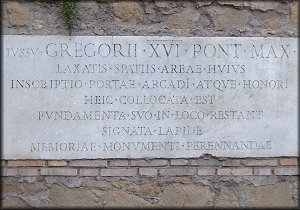 IVSSV · GREGORII · XVI · PONT · MAX
LAXATIS · SPATIIS · AREAE · HVIVS
INSCRIPTIO · PORTAE · ARCADI · ATQVE · HONORI
HEIC · COLLOCATA · EST
FVNDAMENTA · SVO · IN · LOCO · RESTANT
SIGNATA · LAPIDE
MEMORIAE · MONVMENTI · PERENNANDAE